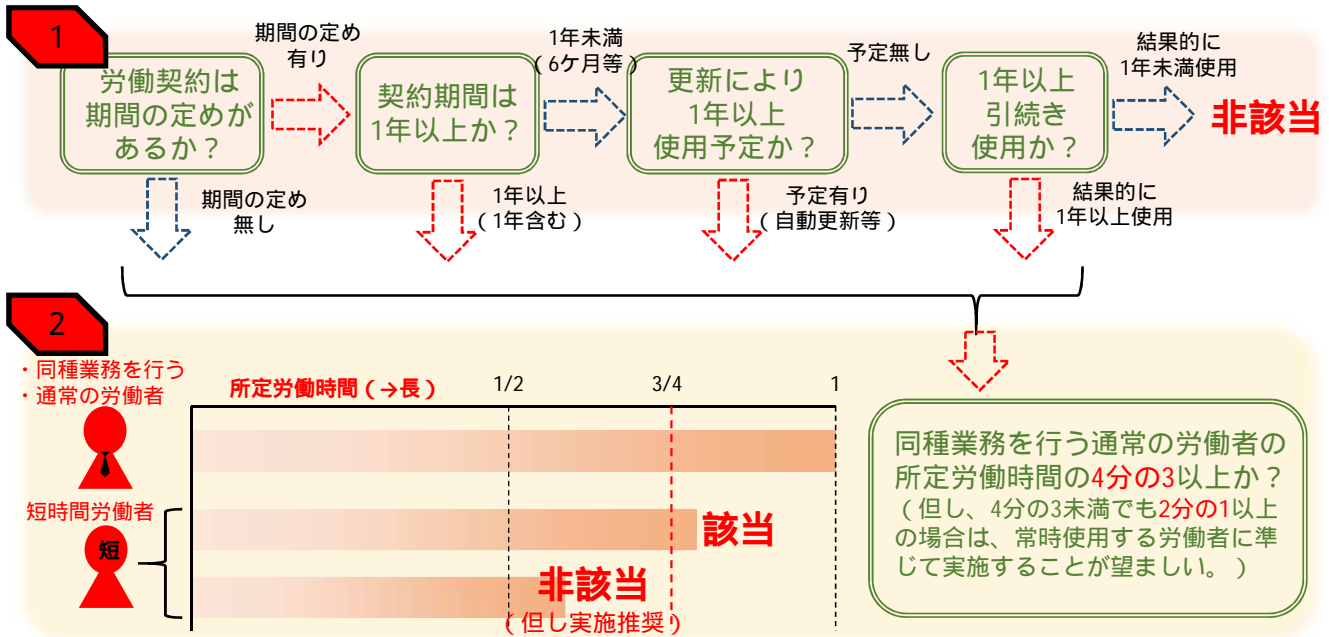 1
労働契約は
期間の定めが
あるか？
期間の定め
有り
契約期間は
1年以上か？
1年未満
（6ケ月等）
更新により
1年以上
使用予定か？
予定無し
1年以上
引続き
使用か？
結果的に
1年未満使用
非該当
期間の定め
無し
1年以上
（1年含む）
予定有り
（自動更新等）
結果的に
1年以上使用
2
・同種業務を行う
・通常の労働者
所定労働時間（→長）
1/2
3/4
1
短時間労働者
短
該当
非該当
（但し実施推奨）
同種業務を行う通常の労働者の
所定労働時間の4分の3以上か？
（但し、4分の3未満でも2分の1以上
の場合は、常時使用する労働者に準
じて実施することが望ましい。）